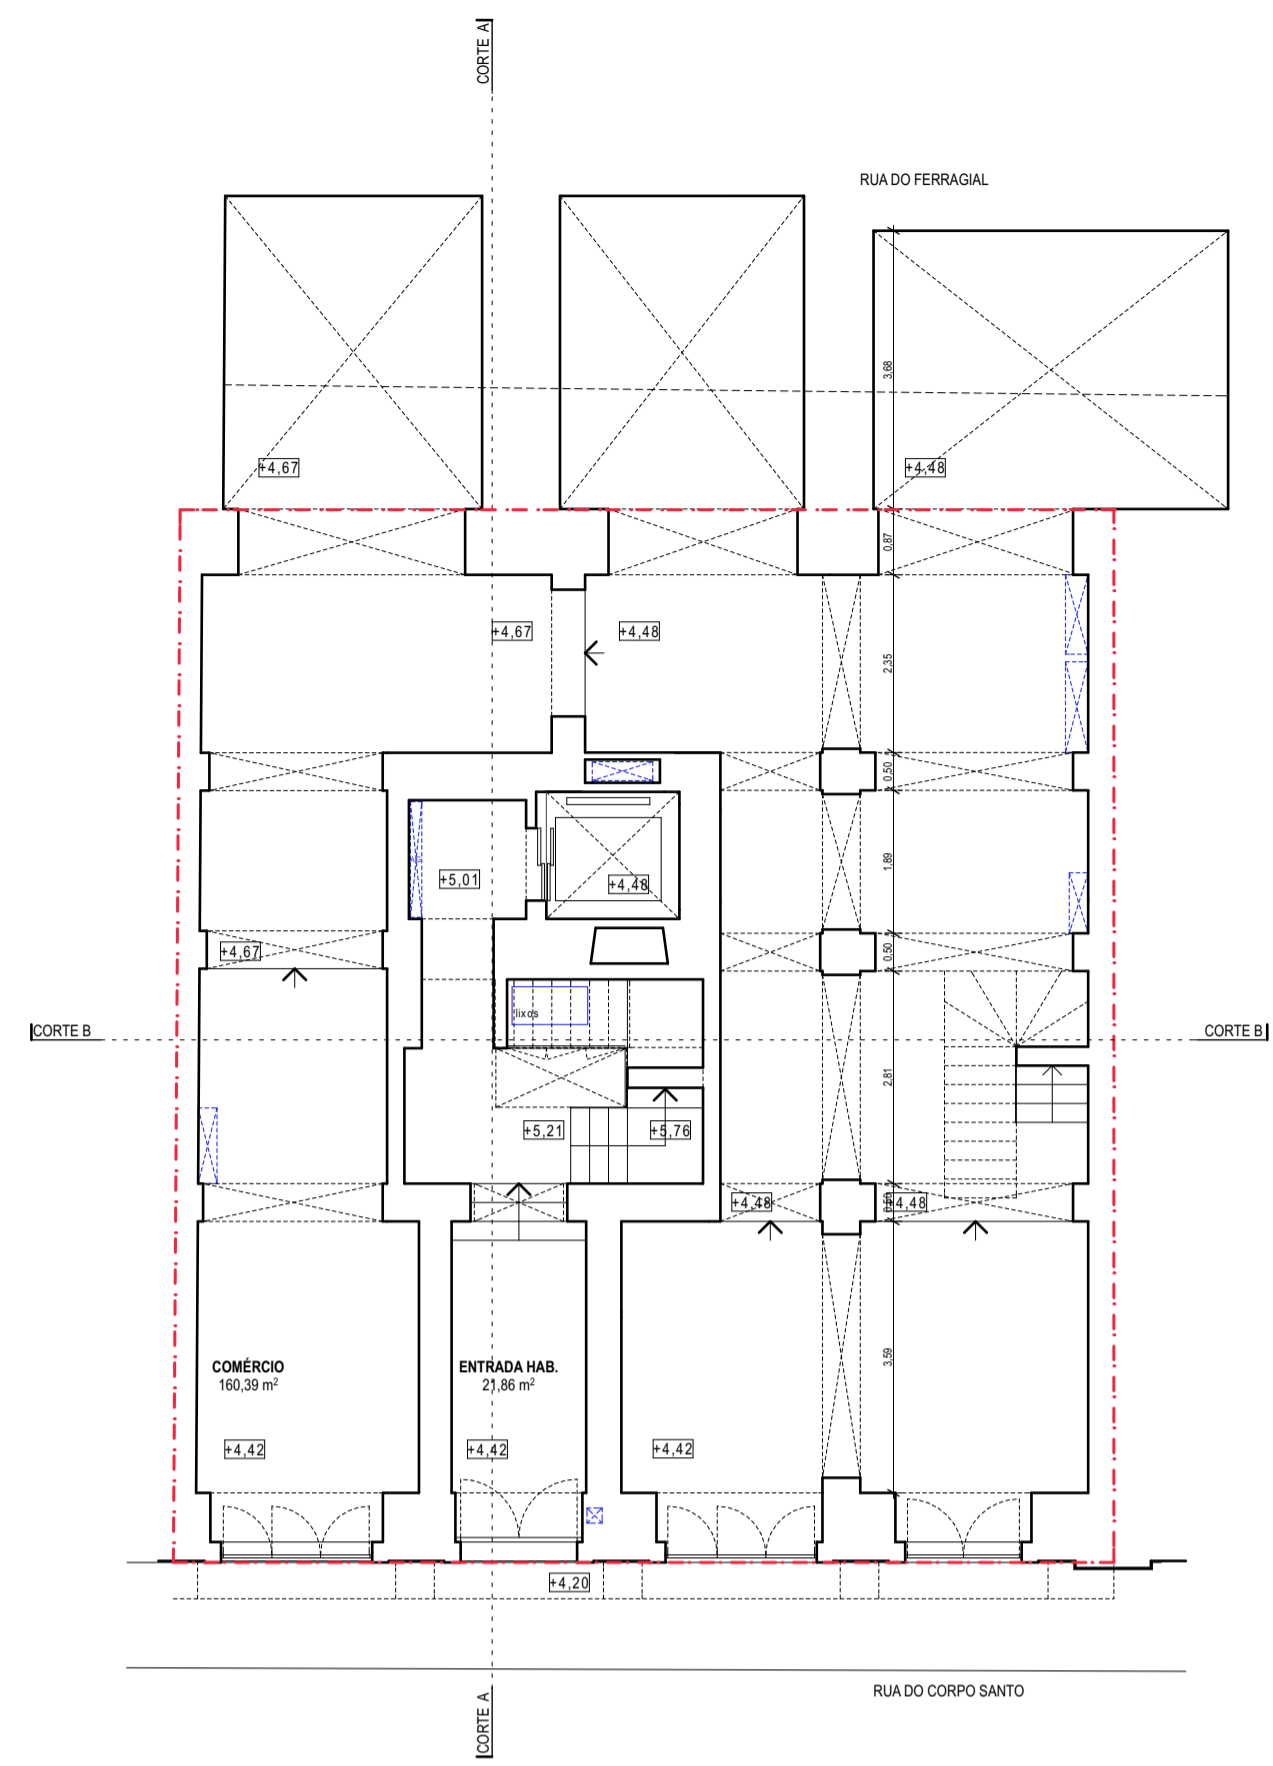 CORTE A
RUA DO FERRAGIAL
3.68
+4,67
+4,48
0.87
+4,67
+4,48
2.35
0.50
+5,01
+4,48
1.89
+4,67
0.50
lixos
CORTE B
CORTE B
2.81
+5,21
+5,76
+4,48
0.50
+4,48
COMÉRCIO
160,39 m²
ENTRADA HAB.
21,86 m²
3.59
+4,42
+4,42
+4,42
+4,20
RUA DO CORPO SANTO
CORTE A